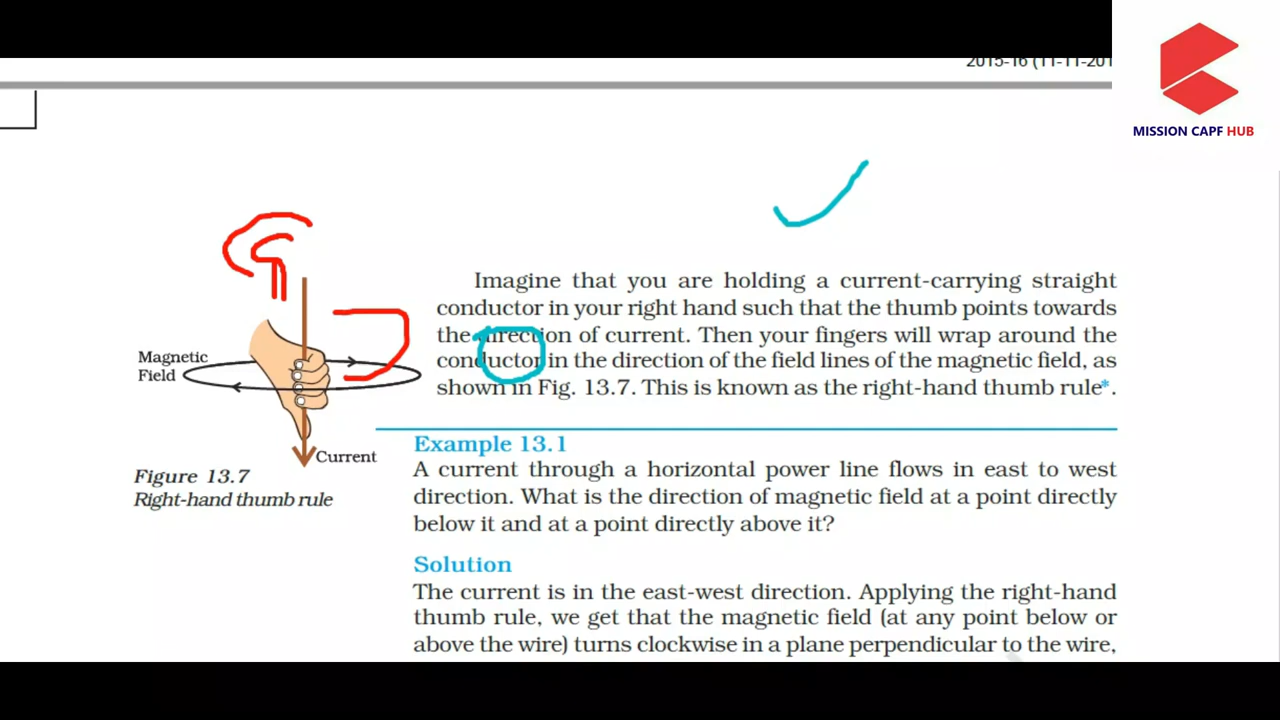 2015-16 (11-11-201
MISSION CAPF HUB
Imagine that you are holding a current-carrying straight
conductor in your right hand such that the thumb points towards
the direction of current. Then your fingers will wrap around the
conductor in the direction of the field lines of the magnetic field, as
shown in Fig. 13.7. This is known as the right-hand thumb rule*.
Magnetic
Field
Current
Figure 13.7
Right-hand thumb rule
Example 13.1
A current through a horizontal power line flows in east to west
direction. What is the direction of magnetic field at a point directly
below it and at a point directly above it?
Solution
The current is in the east-west direction. Applying the right-hand
thumb rule, we get that the magnetic field (at any point below or
above the wire) turns clockwise in a plane perpendicular to the wire,